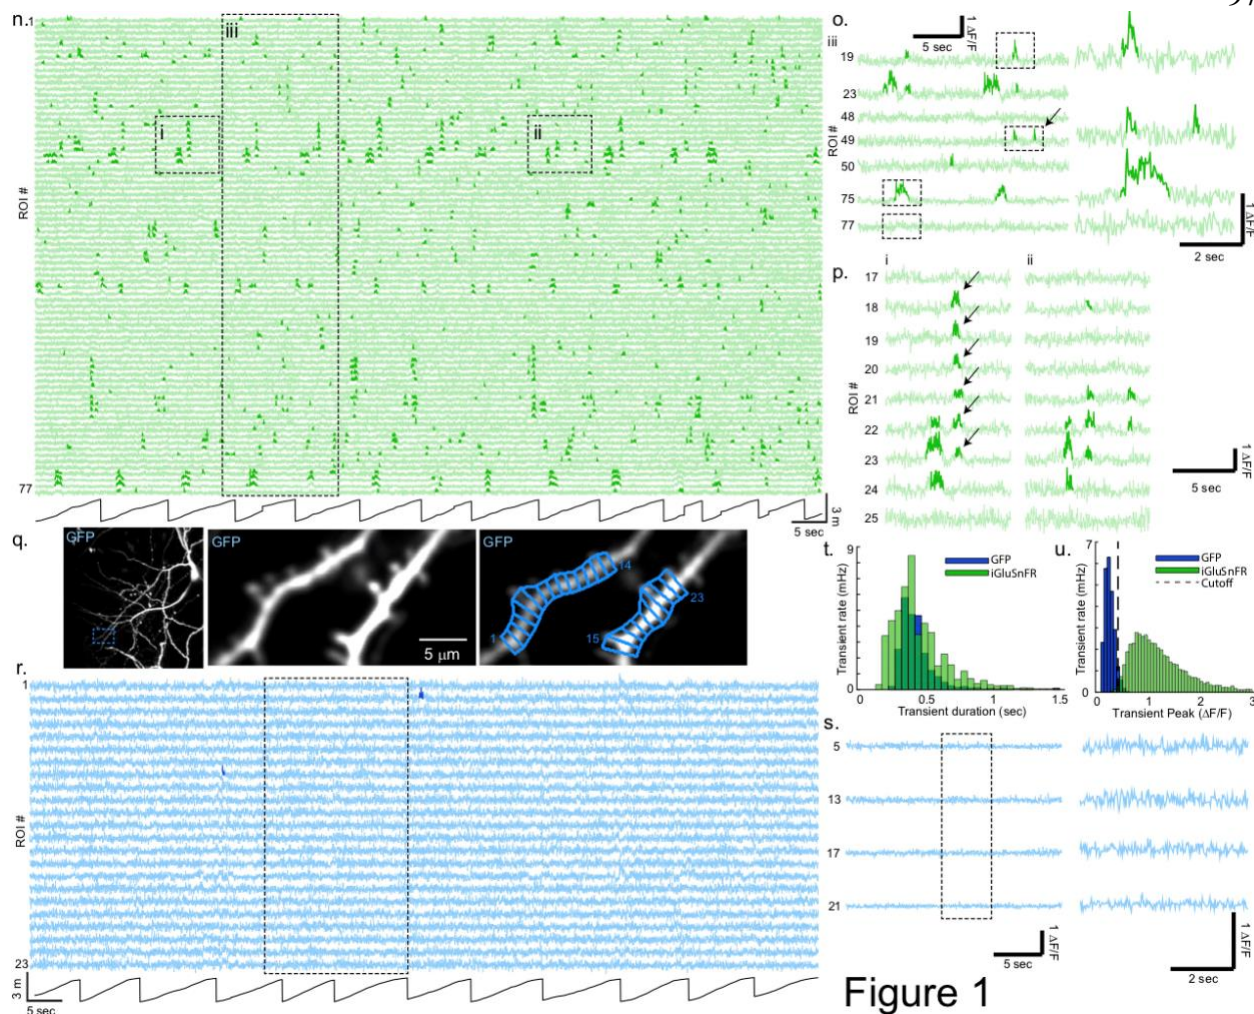 n.
1
iii
i
ii
ROI #
77
3 m
5 sec
o.
1 ΔF/F
5 sec
iii
19
23
48
49
50
75
77
ROI #
1 ΔF/F
2 sec
p.
i
ii
17
18
19
20
21
22
23
24
25
ROI #
1 ΔF/F
5 sec
q.
GFP
GFP
5 μm
GFP
1
14
15
23
r.
1
ROI #
23
3 m
5 sec
t.
9
Transient rate (mHz)
0
GFP
iGluSnFR
0 0.5 1 1.5
Transient duration (sec)
u.
7
Transient rate (mHz)
0
GFP
iGluSnFR
Cutoff
0 1 2 3
Transient Peak (ΔF/F)
s.
5
13
17
21
1 ΔF/F
5 sec
1 ΔF/F
2 sec
Figure 1